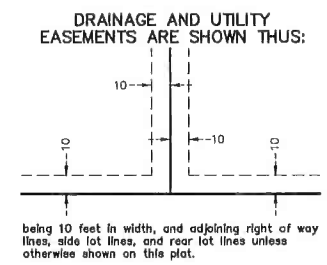 DRAINAGE AND UTILITY
EASEMENTS ARE SHOWN THUS:
10
10
10
10
being 10 feet in width, and adjoining right of way
lines, side lot lines, and rear lot lines unless
otherwise shown on this plat.